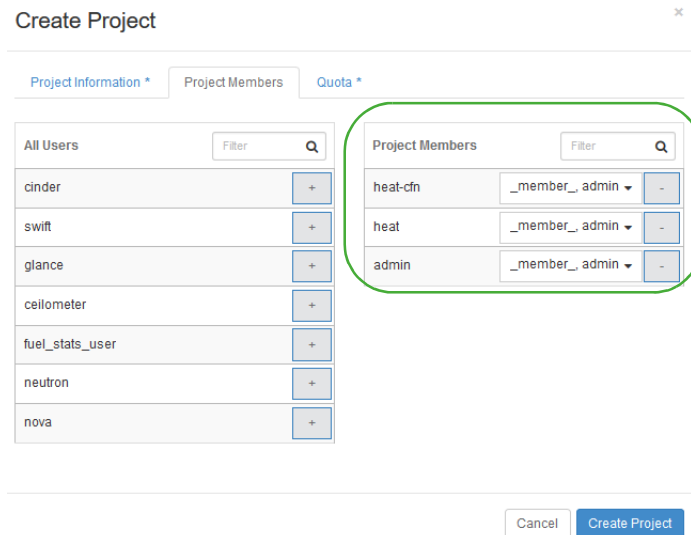 Create Project
×
Project Information * Project Members Quota *
All Users Filter
cinder +
swift +
glance +
ceilometer +
fuel_stats_user +
neutron +
nova +
Project Members Filter
heat-cfn _member_, admin -
heat _member_, admin -
admin _member_, admin -
Cancel Create Project